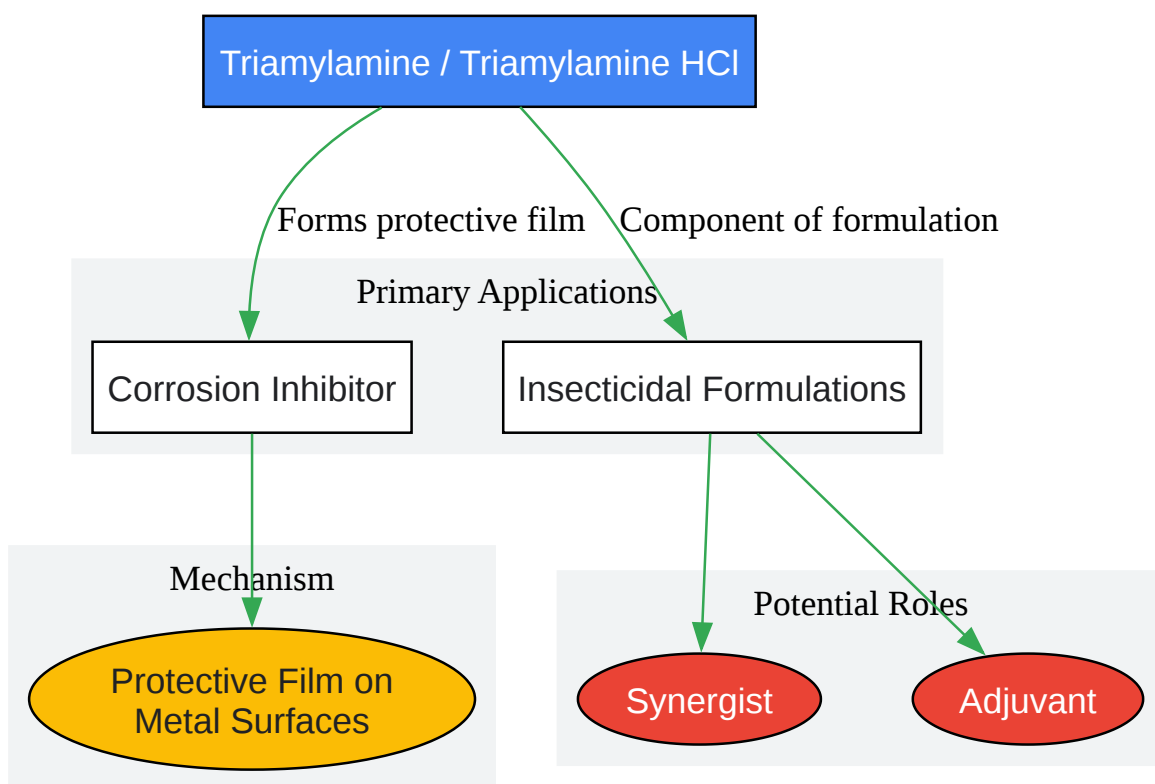 Triamylamine / Triamylamine HCl
Forms protective film
Component of formulation
Primary Applications
Corrosion Inhibitor
Insecticidal Formulations
Mechanism
Protective Film on
Metal Surfaces
Potential Roles
Synergist
Adjuvant